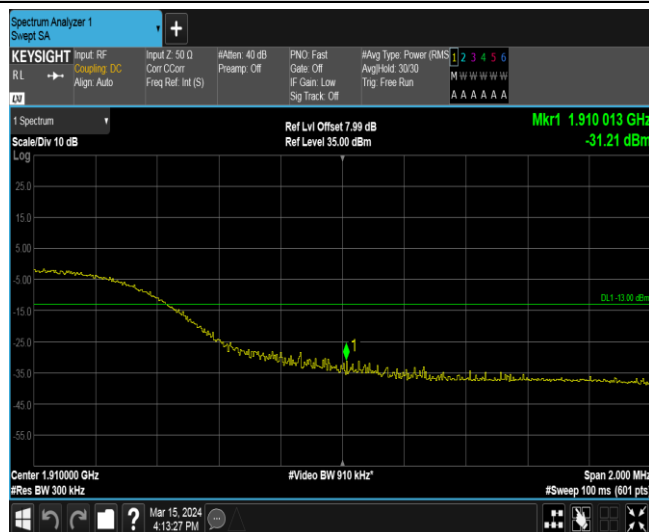 Spectrum Analyzer 1
Swept SA
+
KEYSIGHT Input: RF Input Z: 50 Ω #Atten: 40 dB PNO: Fast #Avg Type: Power (RMS 1 2 3 4 5 6
RL Coupling: DC Corr CCorr Preamp: Off Gate: Off Avg|Hold: 30/30 M W W W W W
Align: Auto Freq Ref: Int (S) IF Gain: Low Trig: Free Run
Sig Track: Off A A A A A A
LXI
1 Spectrum Ref Lvl Offset 7.99 dB Mkr1 1.910 013 GHz
Scale/Div 10 dB Ref Level 35.00 dBm -31.21 dBm
Log
25.0
15.0
5.00
-5.00
DL1 -13.00 dBm
-15.0
-25.0
1
-35.0
-45.0
-55.0
Center 1.910000 GHz #Video BW 910 kHz* Span 2.000 MHz
#Res BW 300 kHz #Sweep 100 ms (601 pts)
? Mar 15, 2024
4:13:27 PM